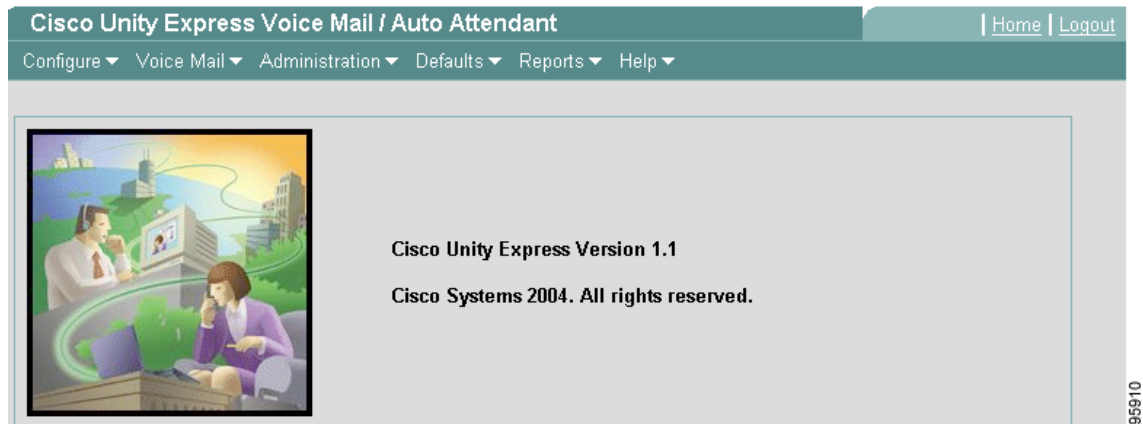 Cisco Unity Express Voice Mail / Auto Attendant
| Home | Logout
Configure Voice Mail Administration Defaults Reports Help
Cisco Unity Express Version 1.1
Cisco Systems 2004. All rights reserved.
95910